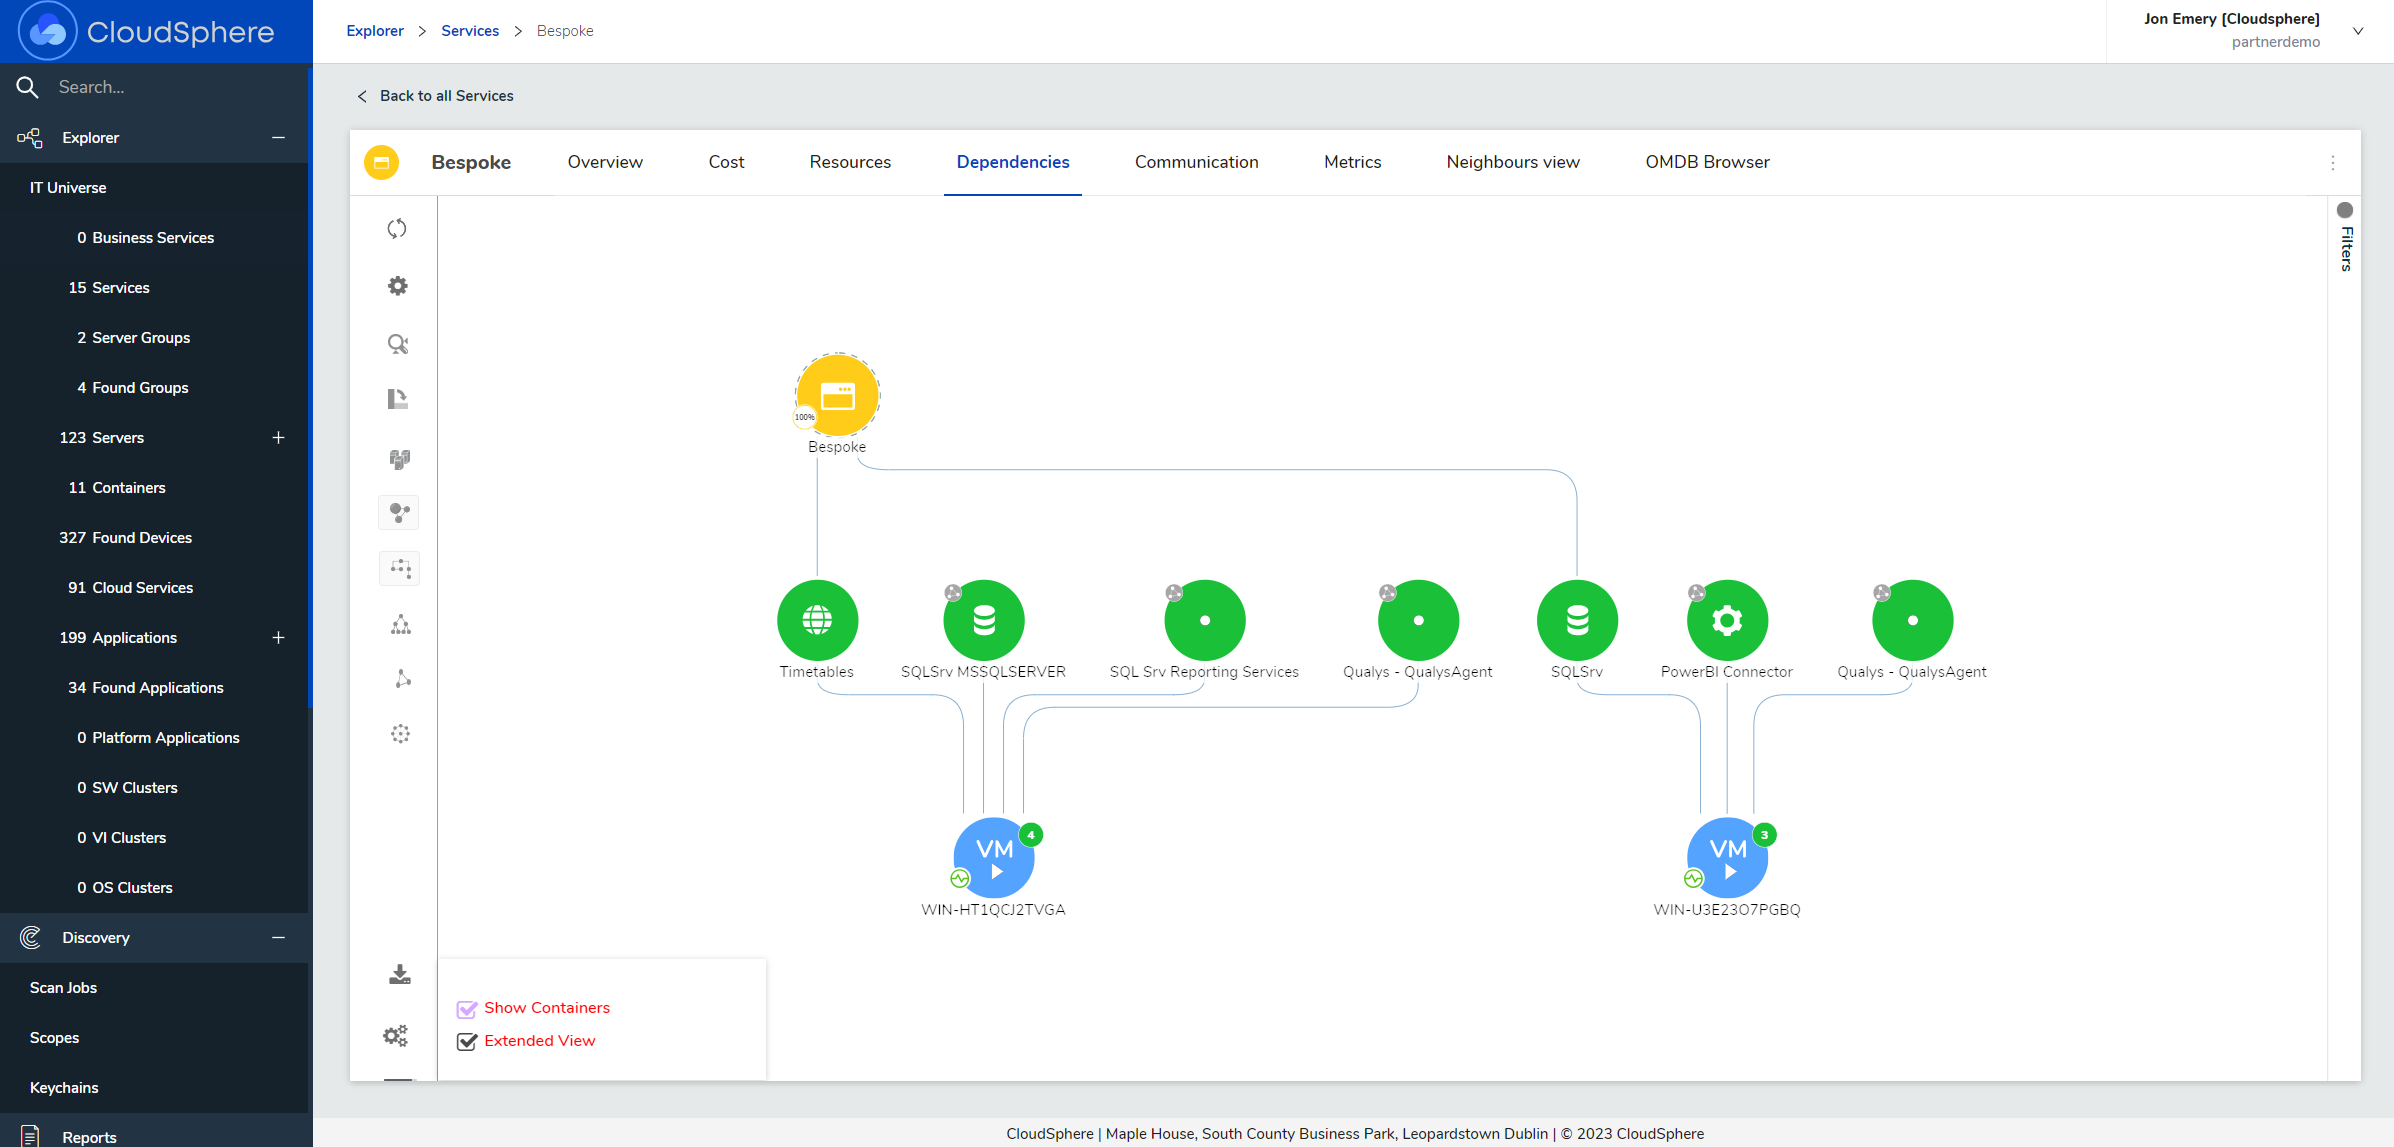 CloudSphere
Explorer > Services > Bespoke
Jon Emery [Cloudsphere]
partnerdemo
Search...
Explorer
IT Universe
0 Business Services
15 Services
2 Server Groups
4 Found Groups
123 Servers
11 Containers
327 Found Devices
91 Cloud Services
199 Applications
34 Found Applications
0 Platform Applications
0 SW Clusters
0 VI Clusters
0 OS Clusters
Discovery
Scan Jobs
Scopes
Keychains
Reports
Back to all Services
Bespoke Overview Cost Resources Dependencies Communication Metrics Neighbours view OMDB Browser
Filters
100%
Bespoke
Timetables SQLSrv MSSQLSERVER SQL Srv Reporting Services Qualys - QualysAgent SQLSrv PowerBI Connector Qualys - QualysAgent
4 3
VM VM
WIN-HT1QCJ2TVGA WIN-U3E23O7PGBQ
Show Containers
Extended View
CloudSphere | Maple House, South County Business Park, Leopardstown Dublin | © 2023 CloudSphere